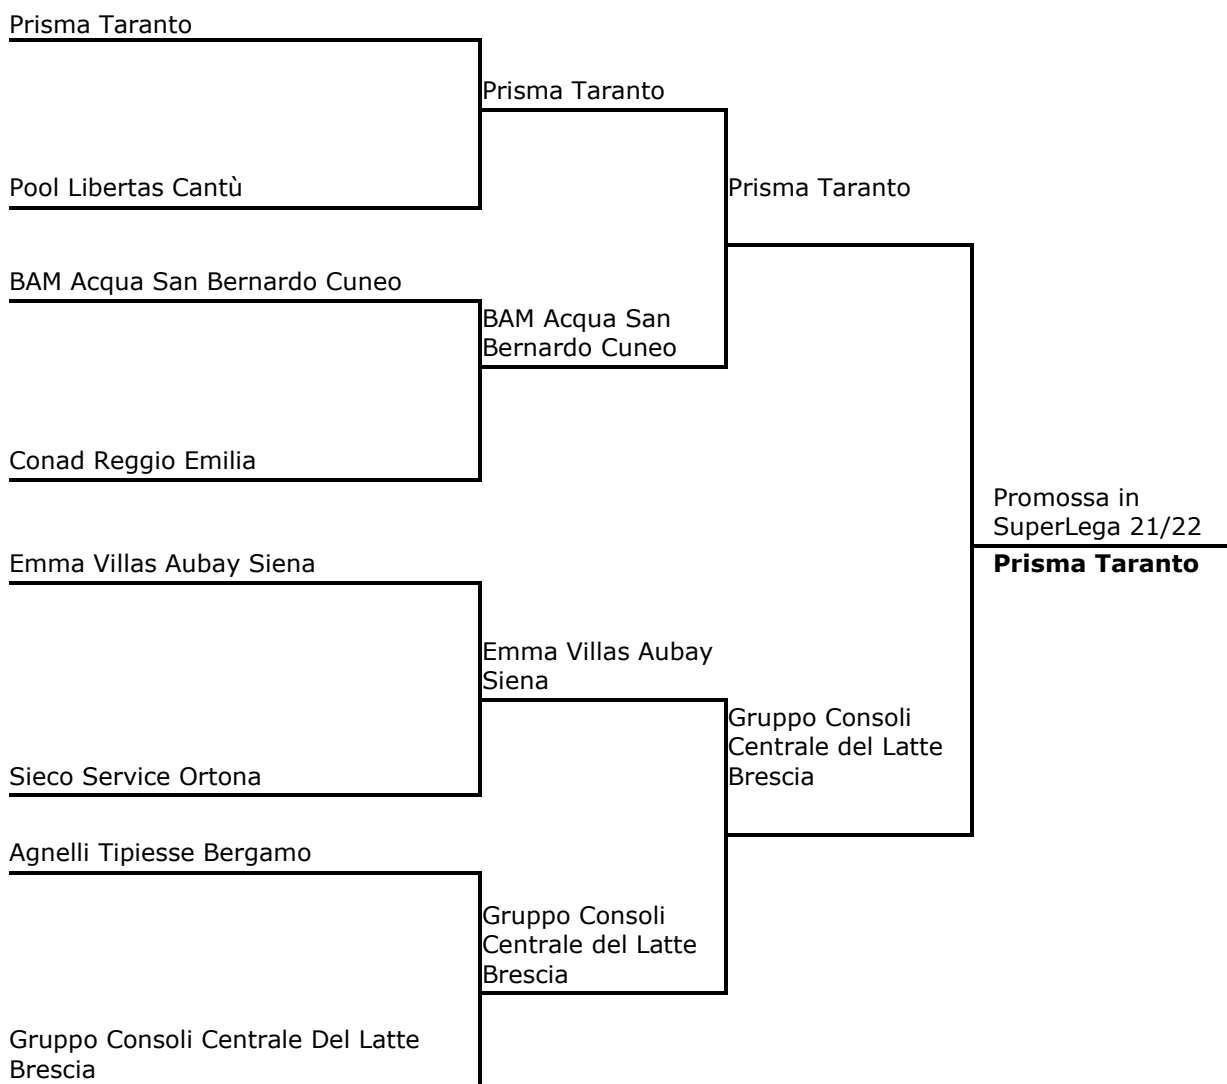 Prisma Taranto
Prisma Taranto
Pool Libertas Cantù
Prisma Taranto
BAM Acqua San Bernardo Cuneo
BAM Acqua San
Bernardo Cuneo
Conad Reggio Emilia
Promossa in
SuperLega 21/22
Prisma Taranto
Emma Villas Aubay Siena
Emma Villas Aubay
Siena
Gruppo Consoli
Centrale del Latte
Brescia
Sieco Service Ortona
Agnelli Tipiesse Bergamo
Gruppo Consoli
Centrale del Latte
Brescia
Gruppo Consoli Centrale Del Latte
Brescia